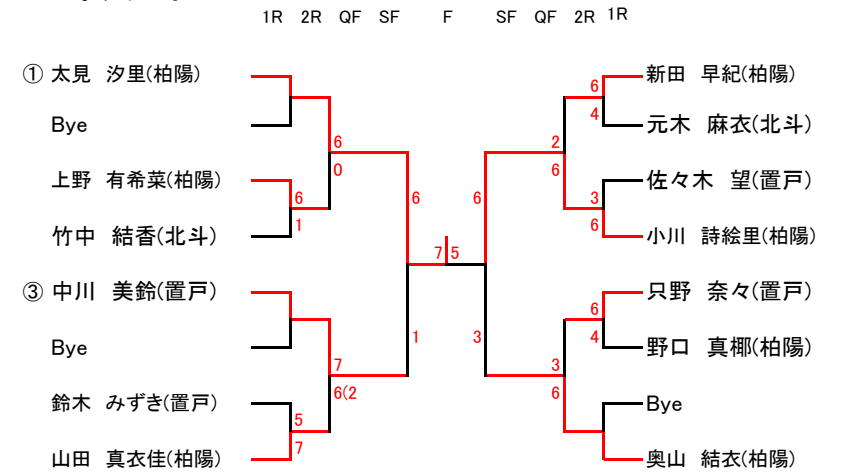 1R 2R QF SF F SF QF 2R 1R
① 太見 汐里(柏陽)
Bye
上野 有希菜(柏陽)
竹中 結香(北斗)
③ 中川 美鈴(置戸)
Bye
鈴木 みずき(置戸)
山田 真衣佳(柏陽)
6
1
6
0
5
7
7
6(2
6
1
7 5
6
3
2
6
3
6
6
4
3
6
6
4
新田 早紀(柏陽)
元木 麻衣(北斗)
佐々木 望(置戸)
小川 詩絵里(柏陽)
只野 奈々(置戸)
野口 真椰(柏陽)
Bye
奥山 結衣(柏陽)